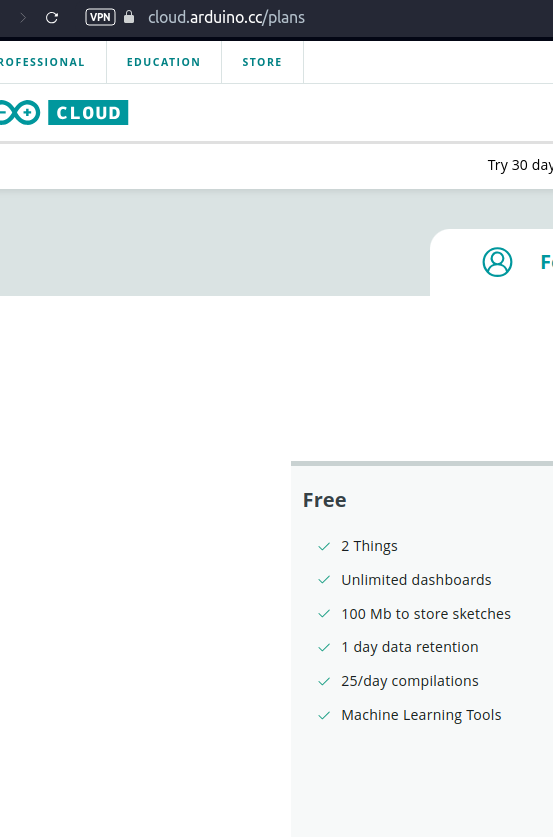 VPN cloud.arduino.cc/plans
ROFESSIONAL EDUCATION STORE
CLOUD
Try 30 day
Free
2 Things
Unlimited dashboards
100 Mb to store sketches
1 day data retention
25/day compilations
Machine Learning Tools